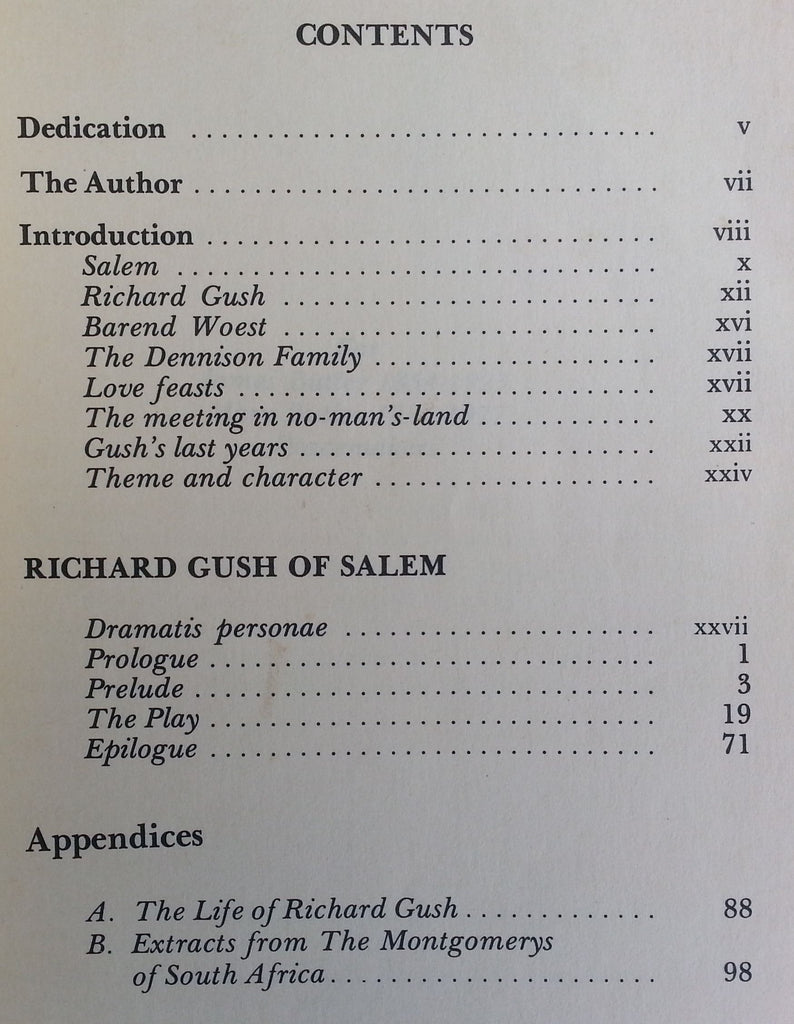 CONTENTS
Dedication ................................ v
The Author ............................... vii
Introduction .............................. viii
Salem ................................ x
Richard Gush ......................... xii
Barend Woest ......................... xvi
The Dennison Family ................... xvii
Love feasts ............................ xvii
The meeting in no-man's-land ............ xx
Gush's last years ........................ xxii
Theme and character ................... xxiv
RICHARD GUSH OF SALEM
Dramatis personae ..................... xxvii
Prologue .............................. 1
Prelude ............................... 3
The Play .............................. 19
Epilogue .............................. 71
Appendices
A. The Life of Richard Gush ............. 88
B. Extracts from The Montgomerys
of South Africa ...................... 98